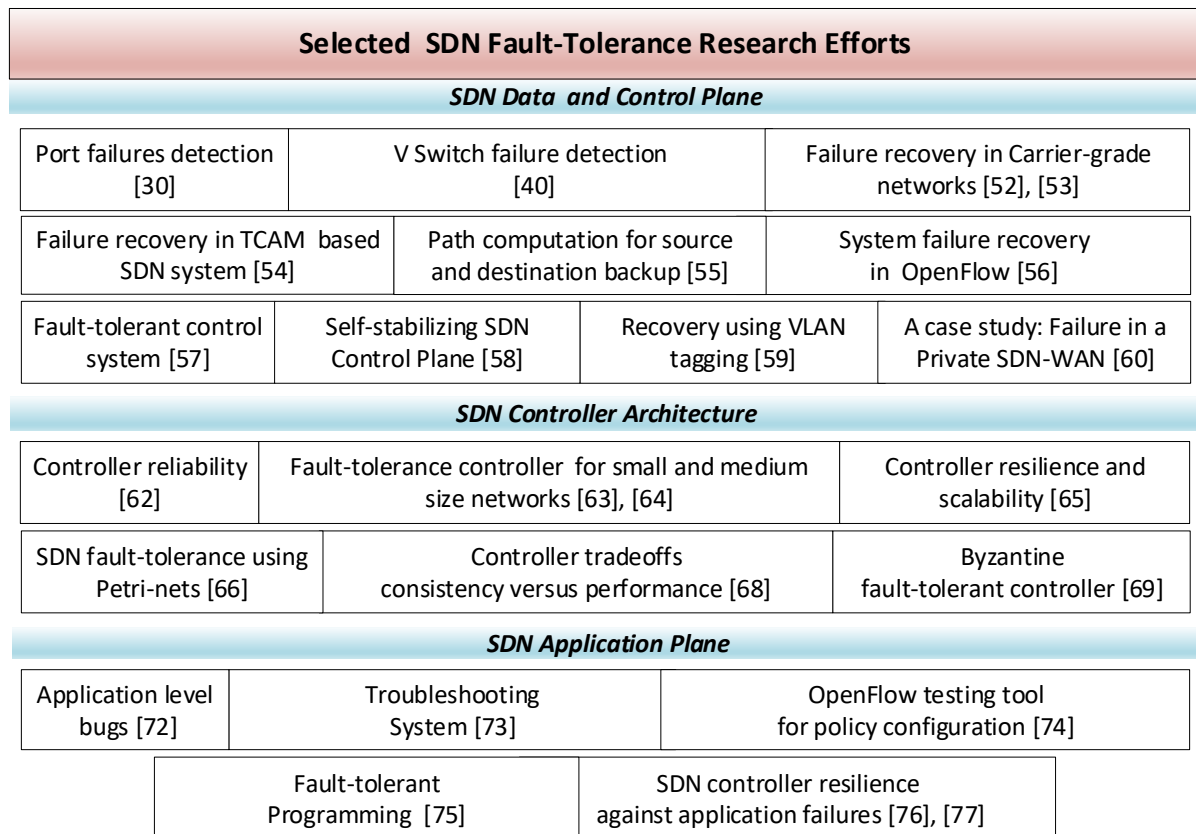 Selected SDN Fault-Tolerance Research Efforts
SDN Data and Control Plane
Port failures detection
[30]
V Switch failure detection
[40]
Failure recovery in Carrier-grade
networks [52], [53]
Failure recovery in TCAM based
SDN system [54]
Path computation for source
and destination backup [55]
System failure recovery
in OpenFlow [56]
Fault-tolerant control
system [57]
Self-stabilizing SDN
Control Plane [58]
Recovery using VLAN
tagging [59]
A case study: Failure in a
Private SDN-WAN [60]
SDN Controller Architecture
Controller reliability
[62]
Fault-tolerance controller for small and medium
size networks [63], [64]
Controller resilience and
scalability [65]
SDN fault-tolerance using
Petri-nets [66]
Controller tradeoffs
consistency versus performance [68]
Byzantine
fault-tolerant controller [69]
SDN Application Plane
Application level
bugs [72]
Troubleshooting
System [73]
OpenFlow testing tool
for policy configuration [74]
Fault-tolerant
Programming [75]
SDN controller resilience
against application failures [76], [77]